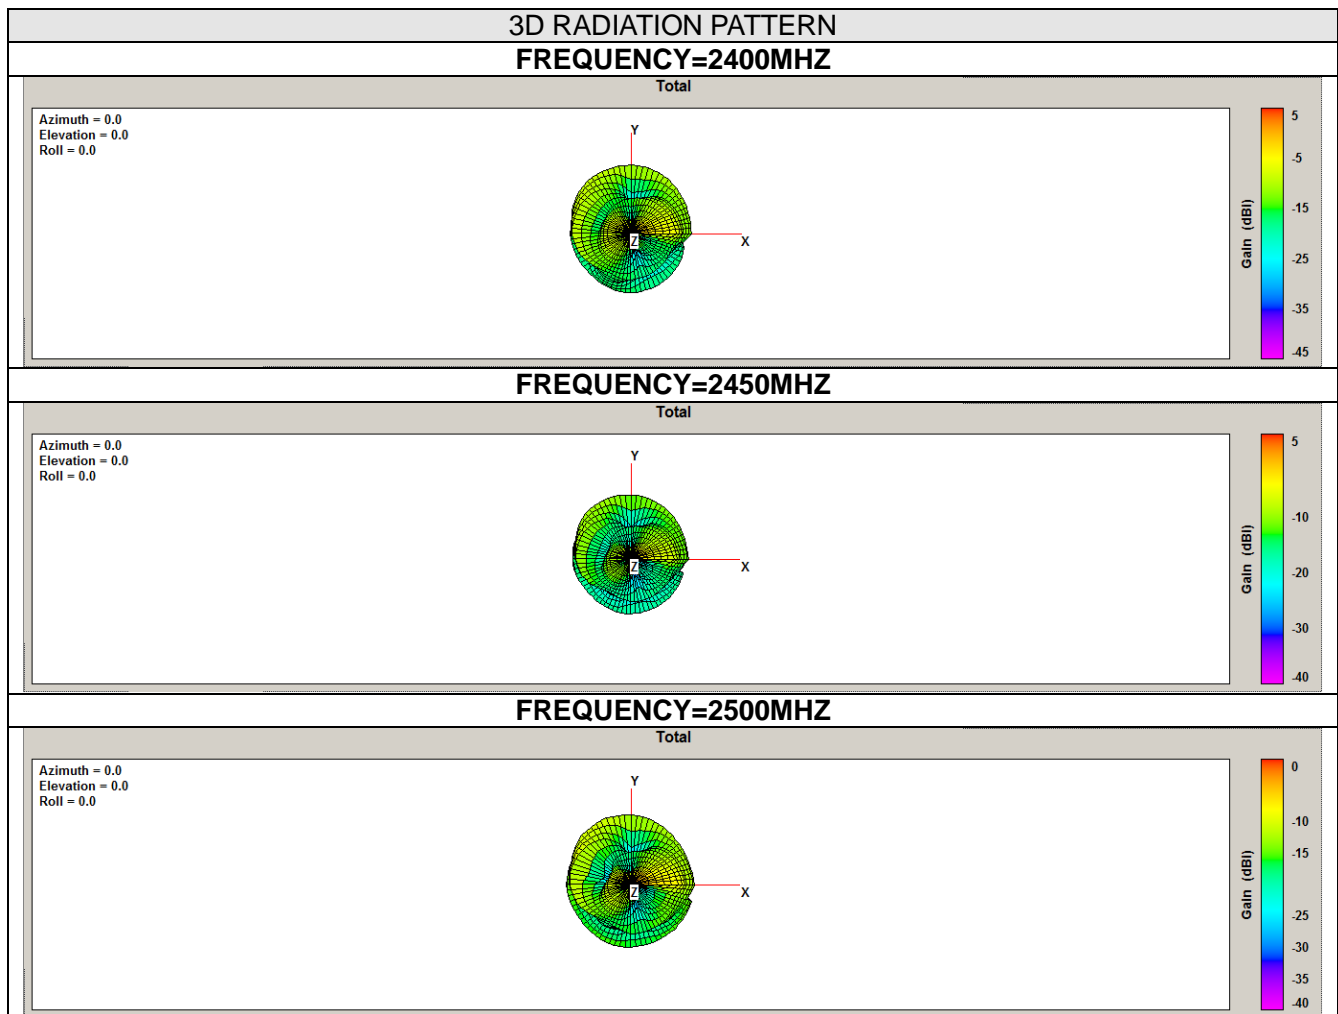 3D RADIATION PATTERN
FREQUENCY=2400MHZ
Total
Azimuth = 0.0
Elevation = 0.0
Roll = 0.0
Y
Z
X
Gain (dBi)
5
-5
-15
-25
-35
-45
FREQUENCY=2450MHZ
Total
Azimuth = 0.0
Elevation = 0.0
Roll = 0.0
Y
Z
X
Gain (dBi)
5
-10
-20
-30
-40
FREQUENCY=2500MHZ
Total
Azimuth = 0.0
Elevation = 0.0
Roll = 0.0
Y
Z
X
Gain (dBi)
0
-10
-15
-25
-30
-35
-40